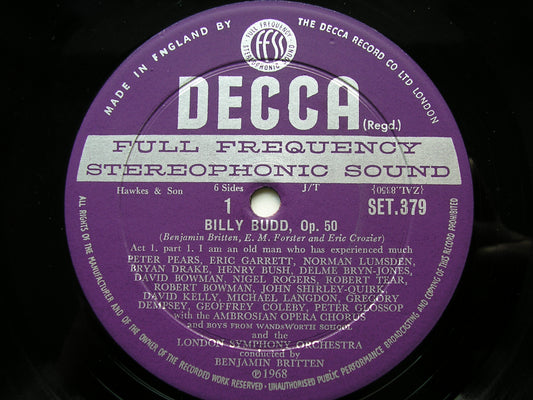 MADE IN ENGLAND BY
THE DECCA RECORD CO LTD LONDON
FULL FREQUENCY
ffss
STEREOPHONIC SOUND
DECCA (Regd.)
FULL FREQUENCY
STEREOPHONIC SOUND
Hawkes & Son 6 Sides J/T {ZAL.8350}
1 SET.379
BILLY BUDD, Op. 50
(Benjamin Britten, E. M. Forster and Eric Crozier)
Act 1, part 1. I am an old man who has experienced much
PETER PEARS, ERIC GARRETT, NORMAN LUMSDEN,
BRYAN DRAKE, HENRY BUSH, DELME BRYN-JONES,
DAVID BOWMAN, NIGEL ROGERS, ROBERT TEAR,
ROBERT BOWMAN, JOHN SHIRLEY-QUIRK,
DAVID KELLY, MICHAEL LANGDON, GREGORY
DEMPSEY, GEOFFREY COLEBY, PETER GLOSSOP
with the AMBROSIAN OPERA CHORUS
and BOYS FROM WANDSWORTH SCHOOL
and the
LONDON SYMPHONY ORCHESTRA
conducted by
BENJAMIN BRITTEN
℗1968
ALL RIGHTS OF THE MANUFACTURER AND OF THE OWNER OF THE RECORDED WORK RESERVED · UNAUTHORISED PUBLIC PERFORMANCE BROADCASTING AND COPYING OF THIS RECORD PROHIBITED